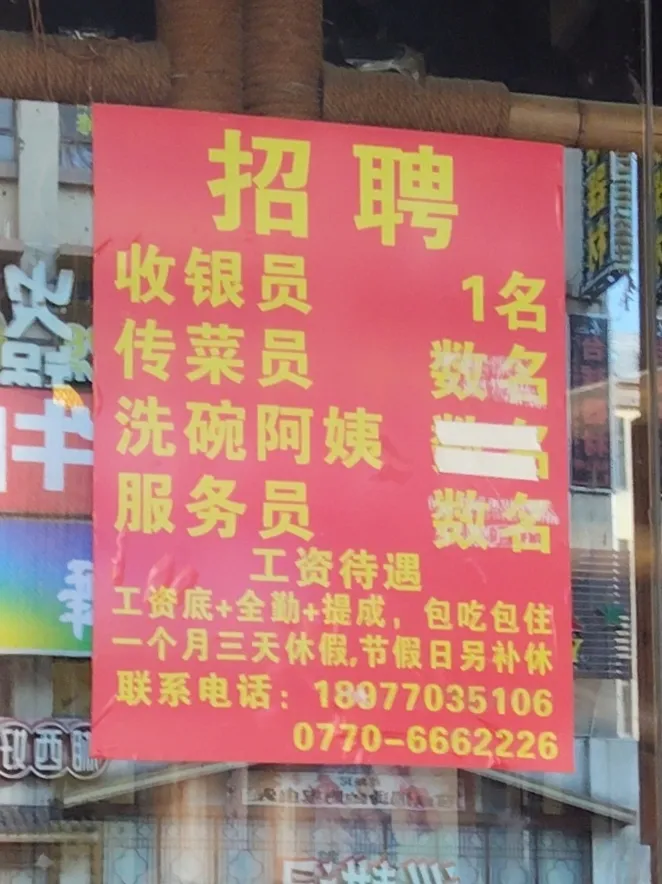 招聘
收银员 1名
传菜员 数名
洗碗阿姨
服务员 数名
工资待遇
工资底+全勤+提成，包吃包住
一个月三天休假,节假日另补休
联系电话：18977035106
0770-6662226